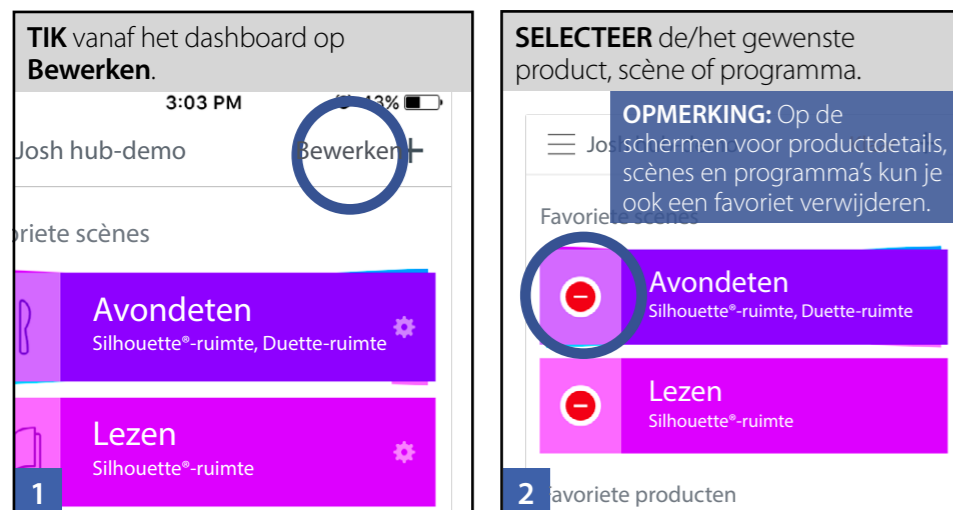 TIK vanaf het dashboard op
Bewerken.
3:03 PM
43%
Josh hub-demo
Bewerken
riete scènes
Avondeten
Silhouette®-ruimte, Duette-ruimte
Lezen
Silhouette®-ruimte
1
SELECTEER de/het gewenste
product, scène of programma.
OPMERKING: Op de
schermen voor productdetails,
scènes en programma’s kun je
ook een favoriet verwijderen.
Jos
Favoriete scènes
Avondeten
Silhouette®-ruimte, Duette-ruimte
Lezen
Silhouette®-ruimte
2
avoriete producten